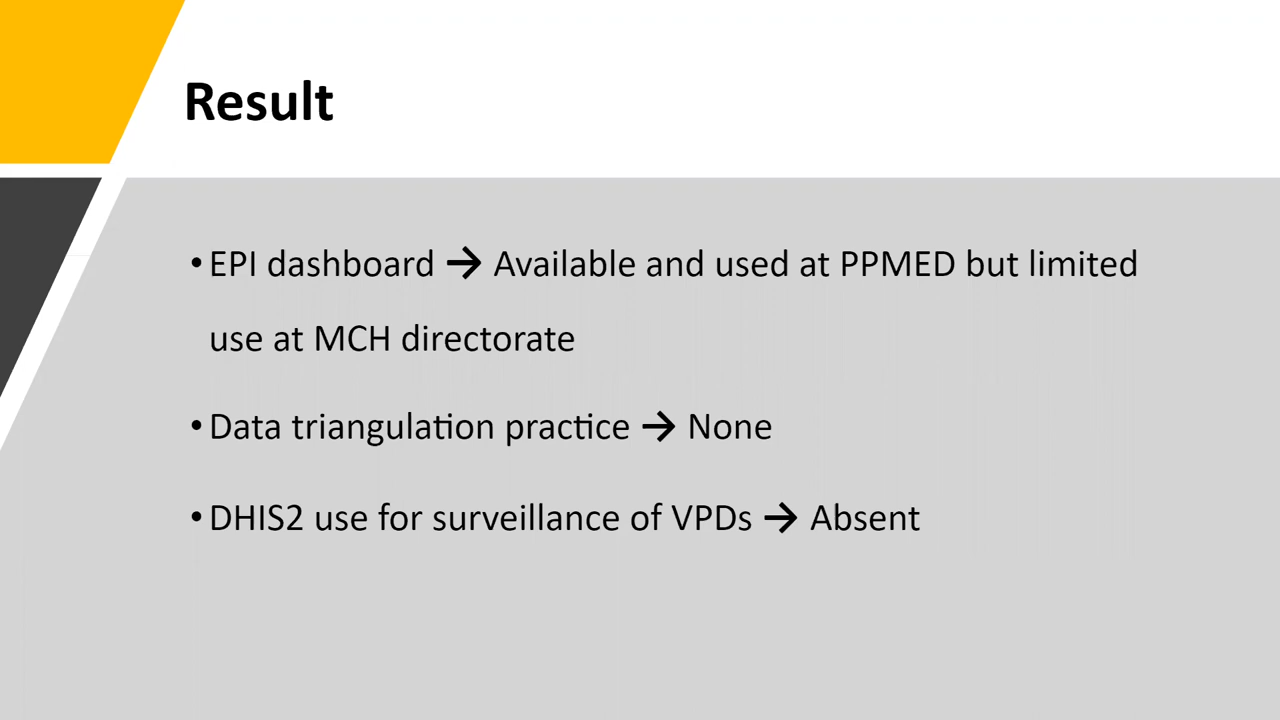 Result
•EPI dashboard → Available and used at PPMED but limited
use at MCH directorate
•Data triangulation practice → None
•DHIS2 use for surveillance of VPDs → Absent